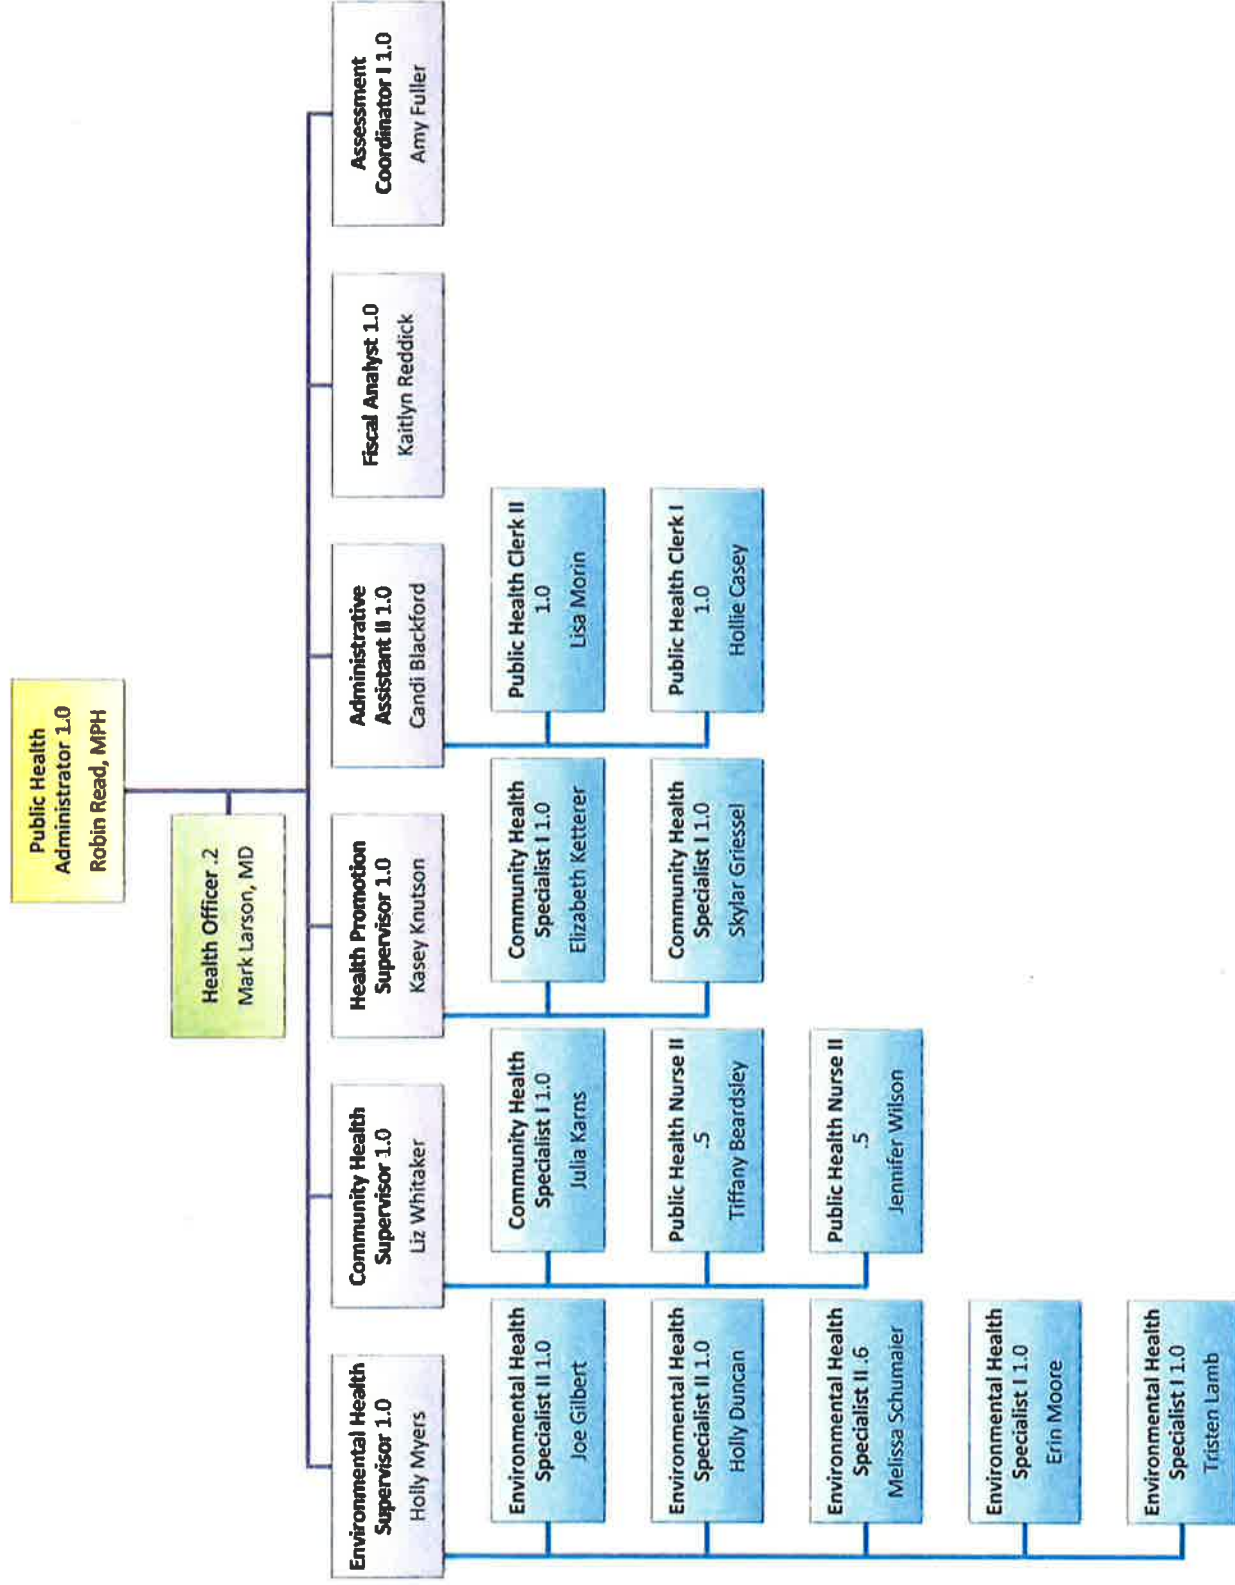 Public Health
Administrator 1.0
Robin Read, MPH
Health Officer .2
Mark Larson, MD
Environmental Health
Supervisor 1.0
Holly Myers
Community Health
Supervisor 1.0
Liz Whitaker
Health Promotion
Supervisor 1.0
Kasey Knutson
Administrative
Assistant II 1.0
Candi Blackford
Fiscal Analyst 1.0
Kaitlyn Reddick
Assessment
Coordinator I 1.0
Amy Fuller
Environmental Health
Specialist II 1.0
Joe Gilbert
Environmental Health
Specialist II 1.0
Holly Duncan
Environmental Health
Specialist II .6
Melissa Schumaier
Environmental Health
Specialist I 1.0
Erin Moore
Environmental Health
Specialist I 1.0
Tristen Lamb
Community Health
Specialist I 1.0
Julia Karns
Public Health Nurse II
.5
Tiffany Beardsley
Public Health Nurse II
.5
Jennifer Wilson
Community Health
Specialist I 1.0
Elizabeth Ketterer
Community Health
Specialist I 1.0
Skylar Griessel
Public Health Clerk II
1.0
Lisa Morin
Public Health Clerk I
1.0
Hollie Casey